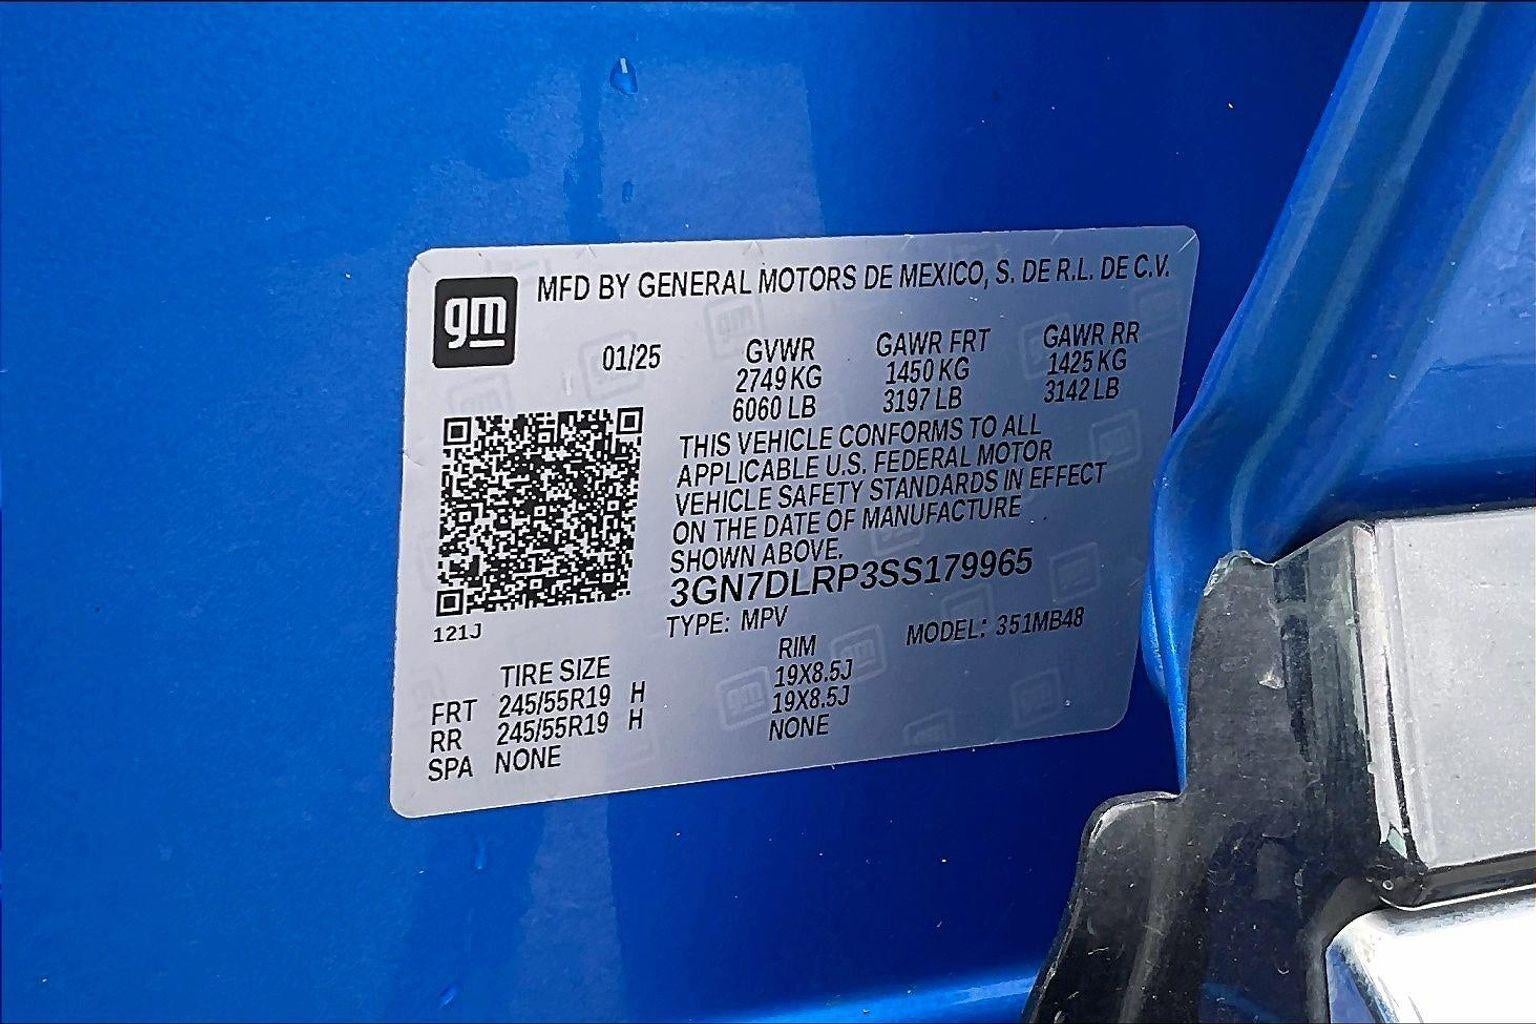 gm
MFD BY GENERAL MOTORS DE MEXICO, S. DE R.L. DE C.V.
01/25 GVWR GAWR FRT GAWR RR
2749 KG 1450 KG 1425 KG
6060 LB 3197 LB 3142 LB
THIS VEHICLE CONFORMS TO ALL
APPLICABLE U.S. FEDERAL MOTOR
VEHICLE SAFETY STANDARDS IN EFFECT
ON THE DATE OF MANUFACTURE
SHOWN ABOVE.
3GN7DLRP3SS179965
121J
TYPE: MPV MODEL: 351MB48
TIRE SIZE RIM
FRT 245/55R19 H 19X8.5J
RR 245/55R19 H 19X8.5J
SPA NONE NONE